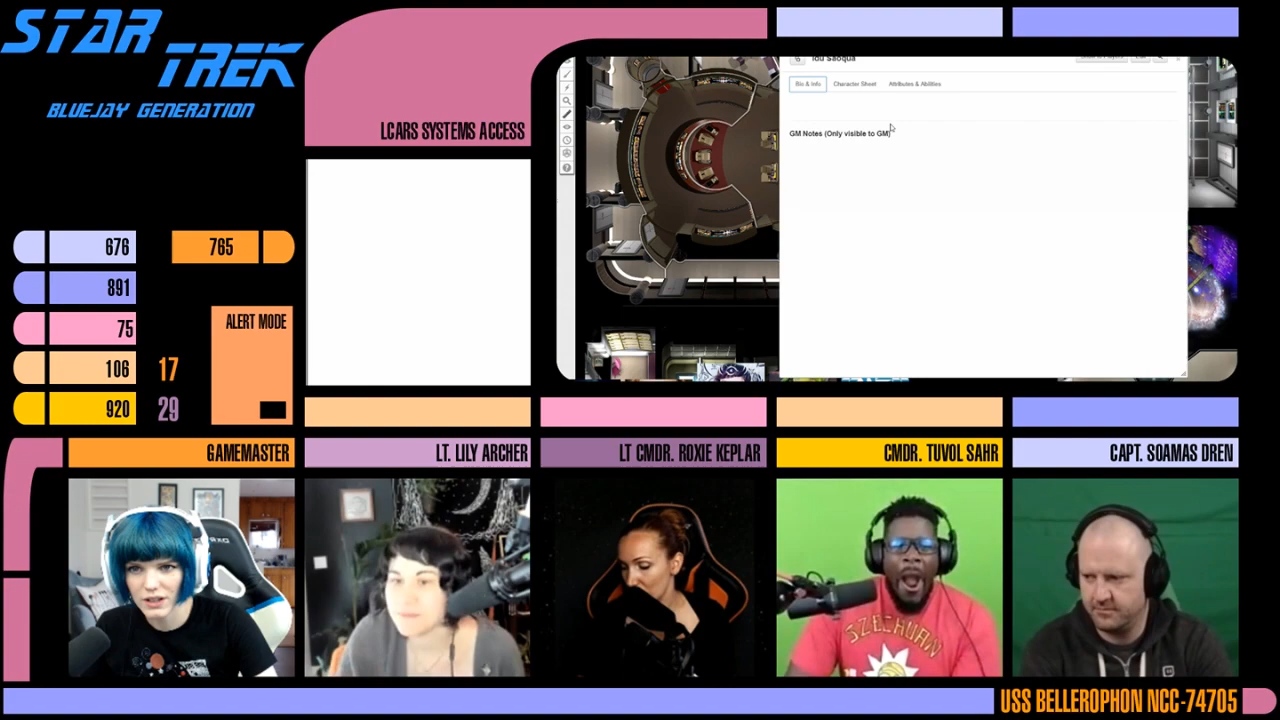 STAR
TREK
BLUEJAY GENERATION
LCARS SYSTEMS ACCESS
Idu Saoqua
Bio & Info
Character Sheet
Attributes & Abilities
GM Notes (Only visible to GM)
676
765
891
75
ALERT MODE
106
17
920
29
GAMEMASTER
LT. LILY ARCHER
LT CMDR. ROXIE KEPLAR
CMDR. TUVOL SAHR
CAPT. SOAMAS DREN
SZECHUAN
USS BELLEROPHON NCC-74705